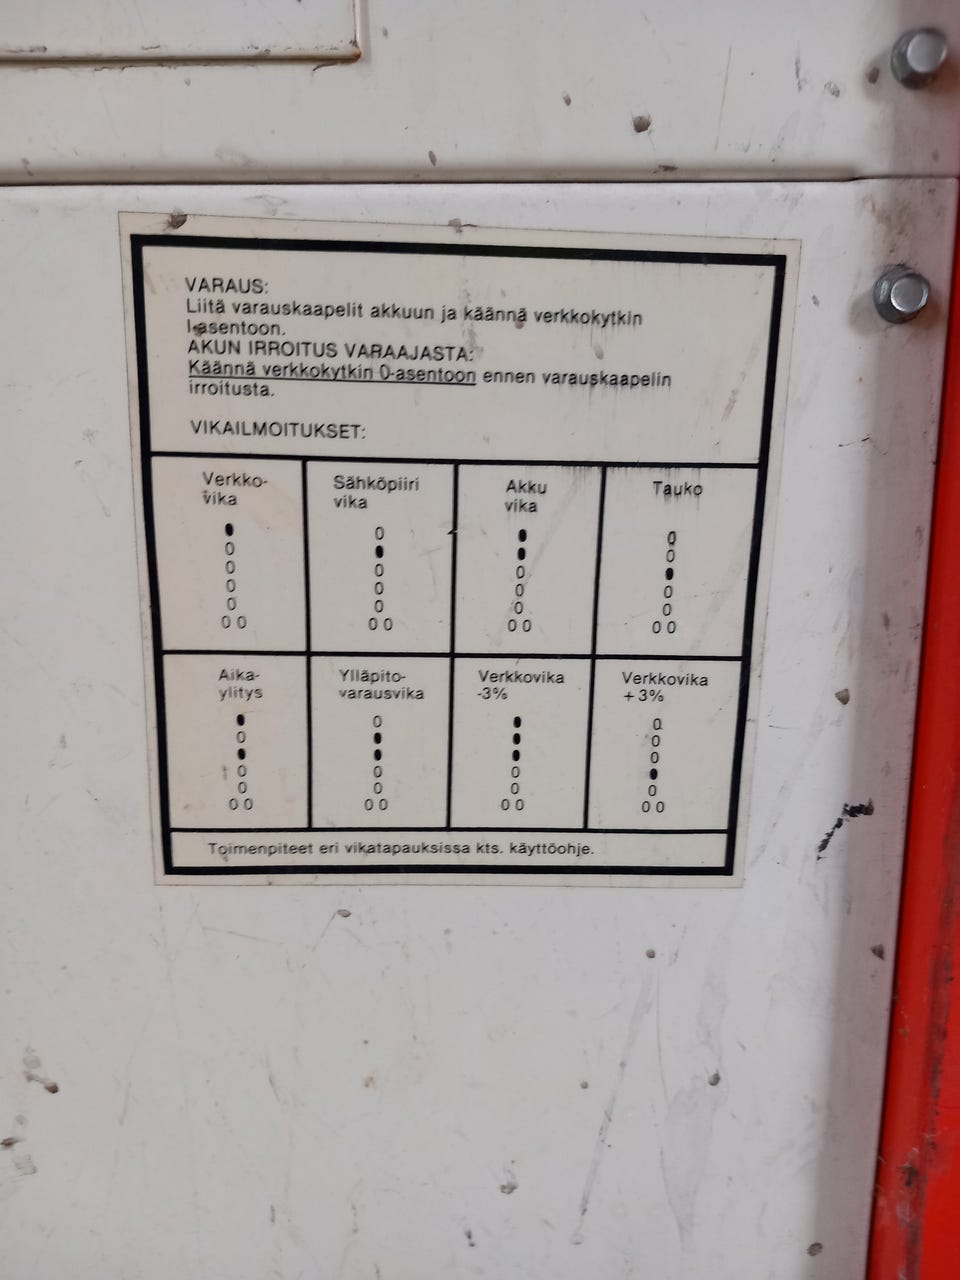 VARAUS:
Liitä varauskaapelit akkuun ja käännä verkkokytkin
I-asentoon.
AKUN IRROITUS VARAAJASTA:
Käännä verkkokytkin 0-asentoon ennen varauskaapelin
irroitusta.
VIKAILMOITUKSET:
Verkko-
vika
Sähköpiiri
vika
Akku
vika
Tauko
Aika-
ylitys
Ylläpito-
varausvika
Verkkovika
-3%
Verkkovika
+3%
Toimenpiteet eri vikatapauksissa kts. käyttöohje.